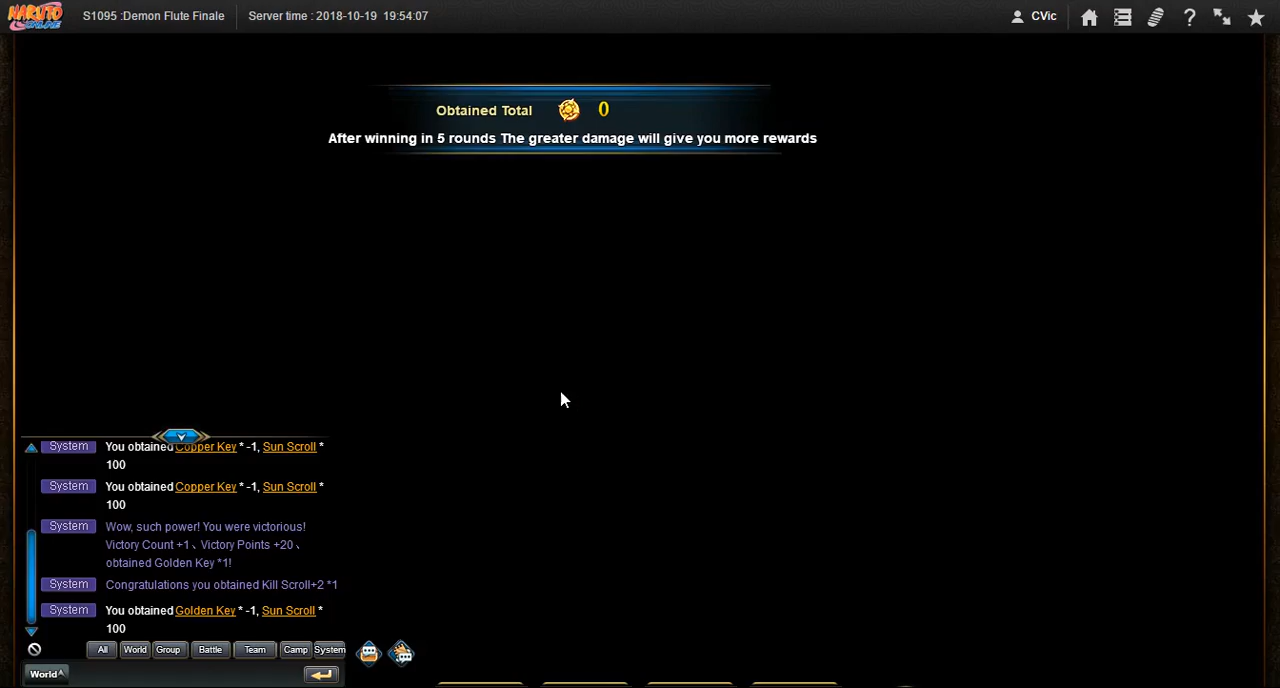 NARUTO ONLINE
S1095 :Demon Flute Finale
Server time : 2018-10-19 19:54:07
CVic
Obtained Total 0
After winning in 5 rounds The greater damage will give you more rewards
System You obtained Copper Key * -1, Sun Scroll *
100
System You obtained Copper Key * -1, Sun Scroll *
100
System Wow, such power! You were victorious!
Victory Count +1、Victory Points +20、
obtained Golden Key *1!
System Congratulations you obtained Kill Scroll+2 *1
System You obtained Golden Key * -1, Sun Scroll *
100
All World Group Battle Team Camp System
World^